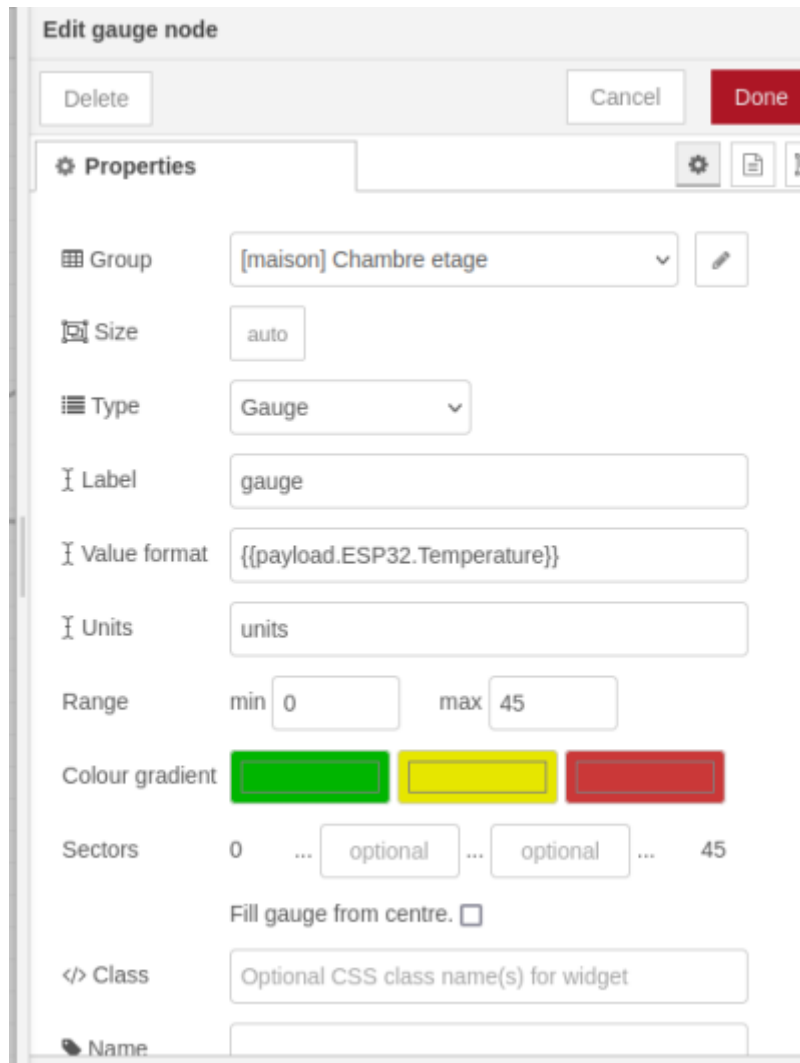 Edit gauge node
Delete Cancel Done
Properties
Group [maison] Chambre etage
Size auto
Type Gauge
Label gauge
Value format {{payload.ESP32.Temperature}}
Units units
Range min 0 max 45
Colour gradient
Sectors 0 ... optional ... optional ... 45
Fill gauge from centre.
</> Class Optional CSS class name(s) for widget
Name